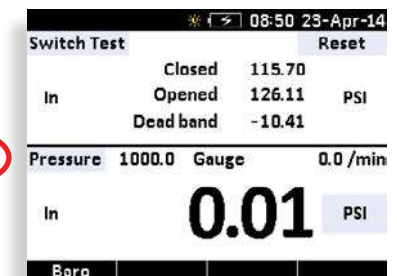 08:50 23-Apr-14
Switch Test Reset
Closed 115.70
In Opened 126.11 PSI
Dead band -10.41
Pressure 1000.0 Gauge 0.0 /min
In 0.01 PSI
Baro